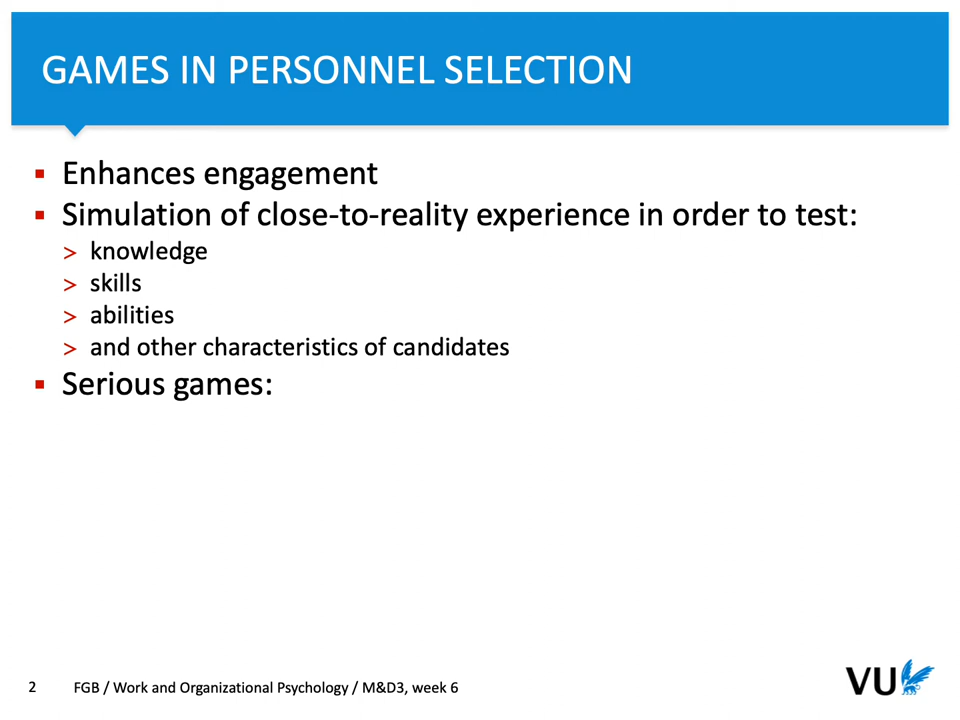 GAMES IN PERSONNEL SELECTION
▪ Enhances engagement
▪ Simulation of close-to-reality experience in order to test:
> knowledge
> skills
> abilities
> and other characteristics of candidates
▪ Serious games:
2 FGB / Work and Organizational Psychology / M&D3, week 6
VU